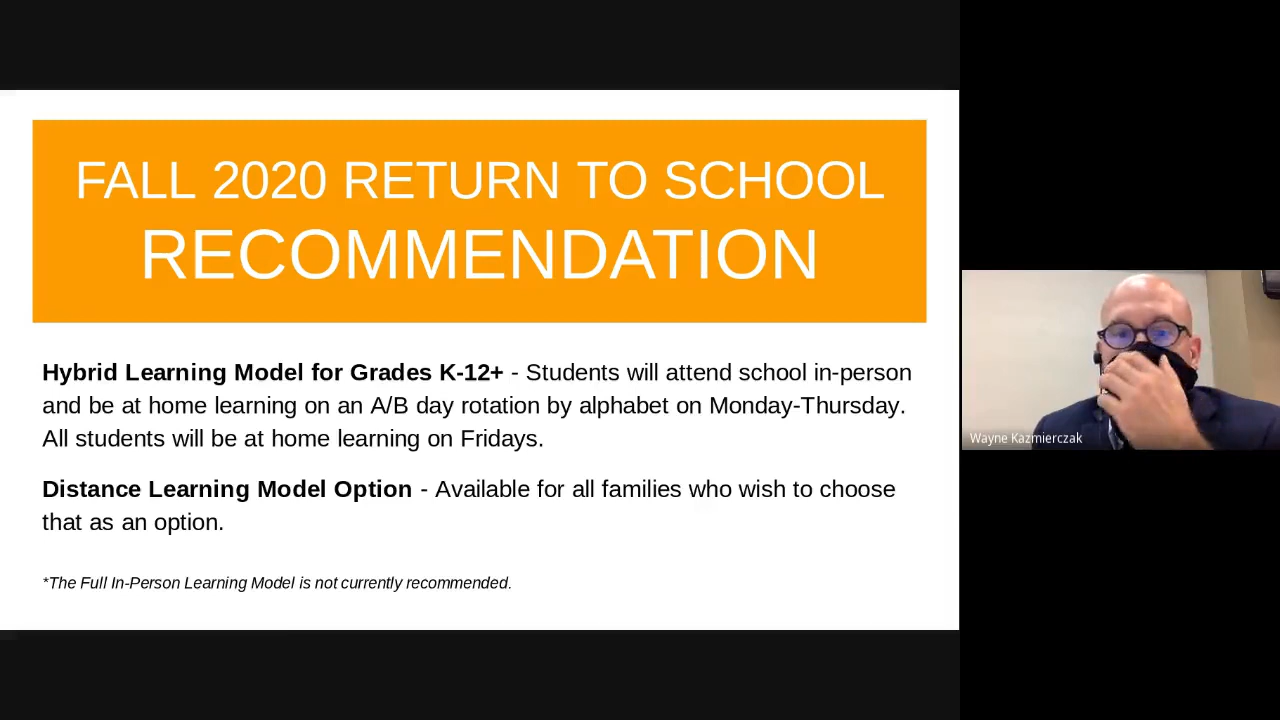 FALL 2020 RETURN TO SCHOOL
RECOMMENDATION
Hybrid Learning Model for Grades K-12+ - Students will attend school in-person
and be at home learning on an A/B day rotation by alphabet on Monday-Thursday.
All students will be at home learning on Fridays.
Distance Learning Model Option - Available for all families who wish to choose
that as an option.
*The Full In-Person Learning Model is not currently recommended.
Wayne Kazmierczak